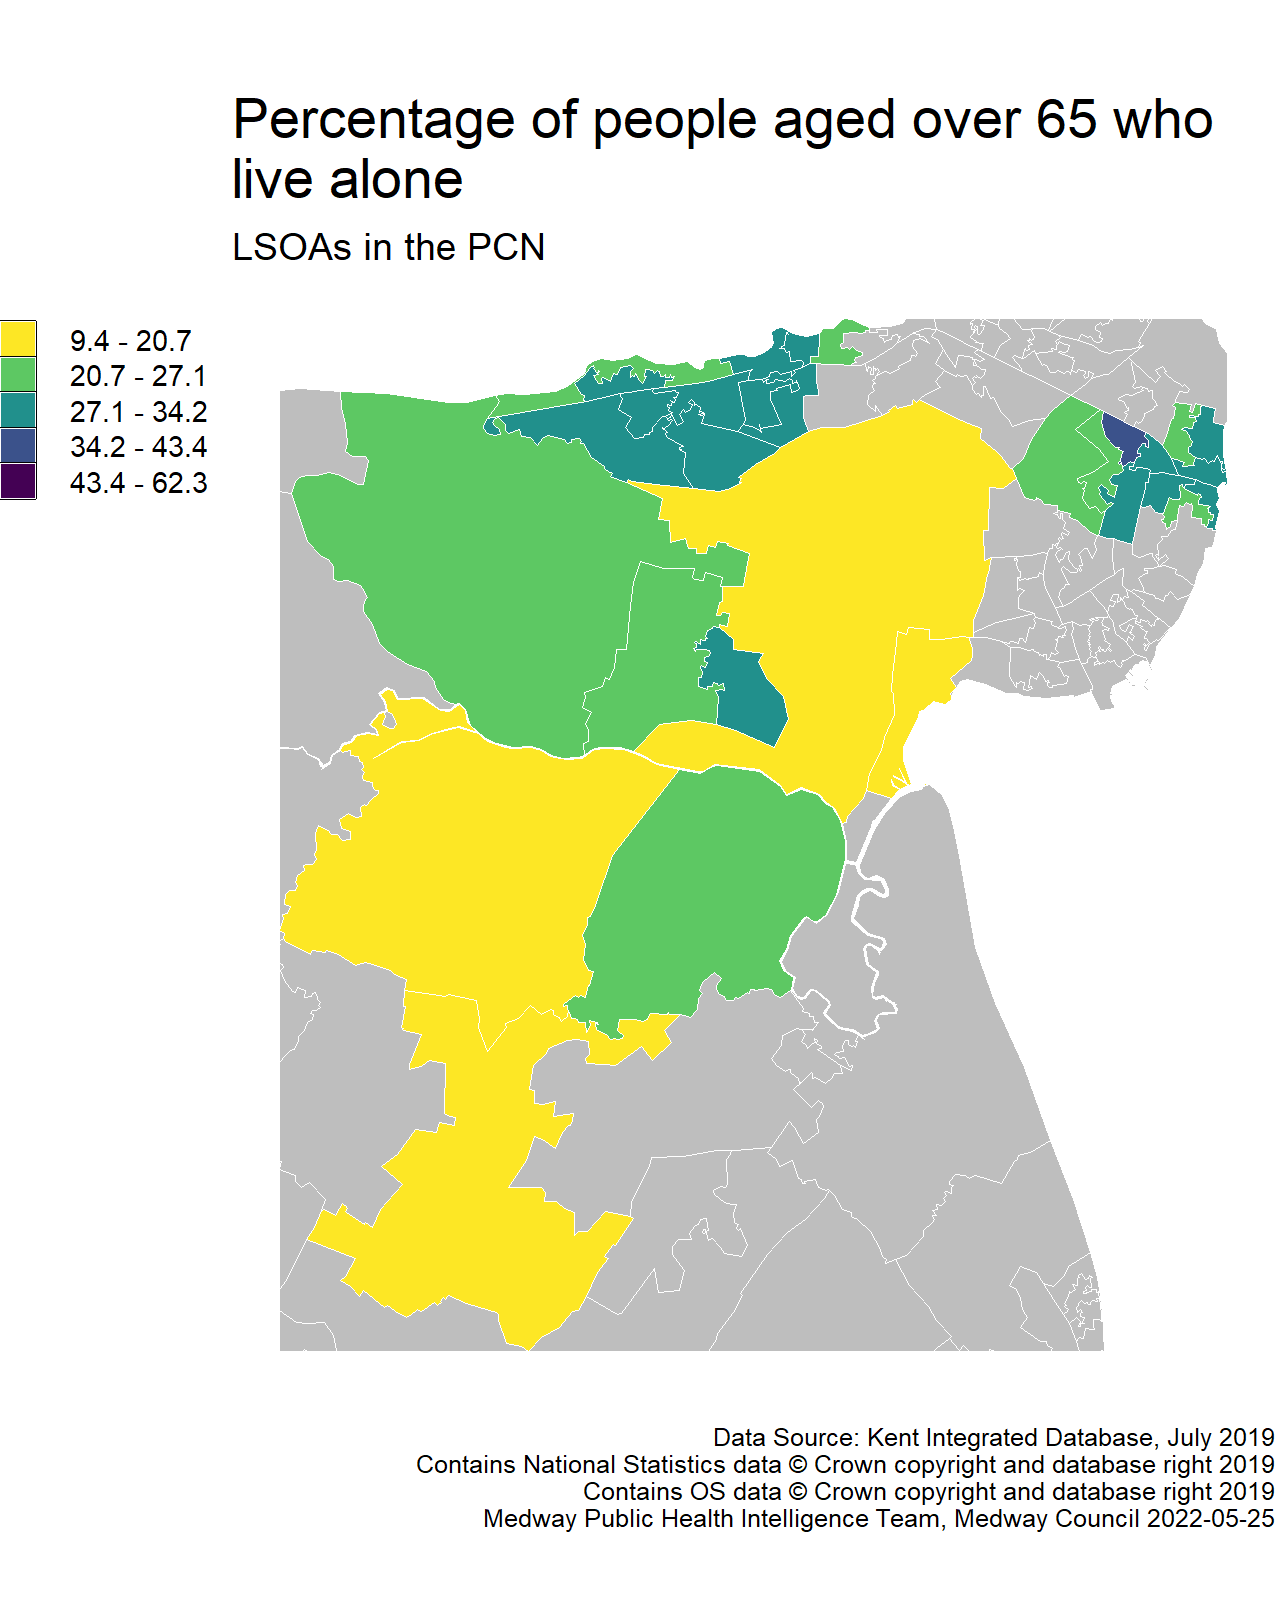 Percentage of people aged over 65 who
live alone
LSOAs in the PCN
9.4 - 20.7
20.7 - 27.1
27.1 - 34.2
34.2 - 43.4
43.4 - 62.3
Data Source: Kent Integrated Database, July 2019
Contains National Statistics data © Crown copyright and database right 2019
Contains OS data © Crown copyright and database right 2019
Medway Public Health Intelligence Team, Medway Council 2022-05-25